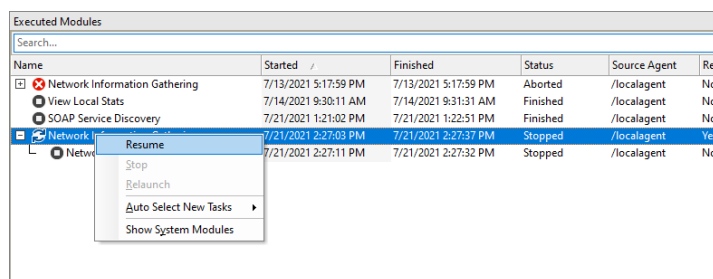 Executed Modules
Search...
Name Started Finished Status Source Agent Re
Network Information Gathering 7/13/2021 5:17:59 PM 7/13/2021 5:17:59 PM Aborted /localagent No
View Local Stats 7/14/2021 9:30:11 AM 7/14/2021 9:31:31 AM Finished /localagent No
SOAP Service Discovery 7/21/2021 1:21:02 PM 7/21/2021 1:22:51 PM Finished /localagent No
Network 7/21/2021 2:27:03 PM 7/21/2021 2:27:37 PM Stopped /localagent Ye
Netwo 7/21/2021 2:27:11 PM 7/21/2021 2:27:32 PM Stopped /localagent No
Resume
Stop
Relaunch
Auto Select New Tasks
Show System Modules